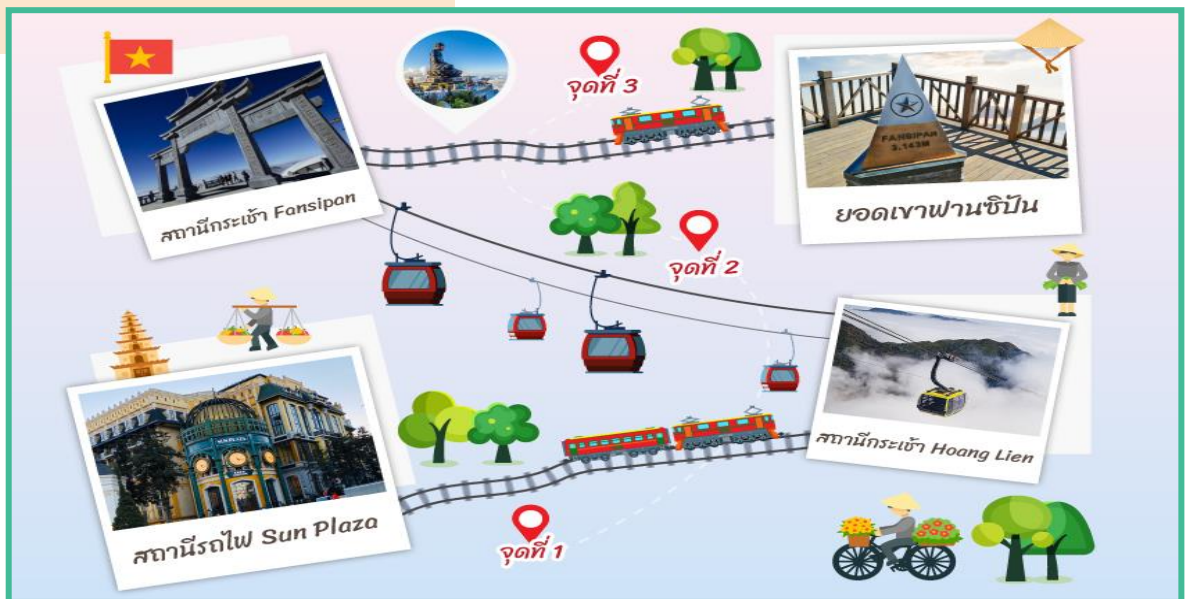 จุดที่ 3
FANSIPAN
3.143M
สถานีกระเช้า Fansipan
ยอดเขาฟานซิปัน
จุดที่ 2
สถานีกระเช้า Hoang Lien
สถานีรถไฟ Sun Plaza
จุดที่ 1